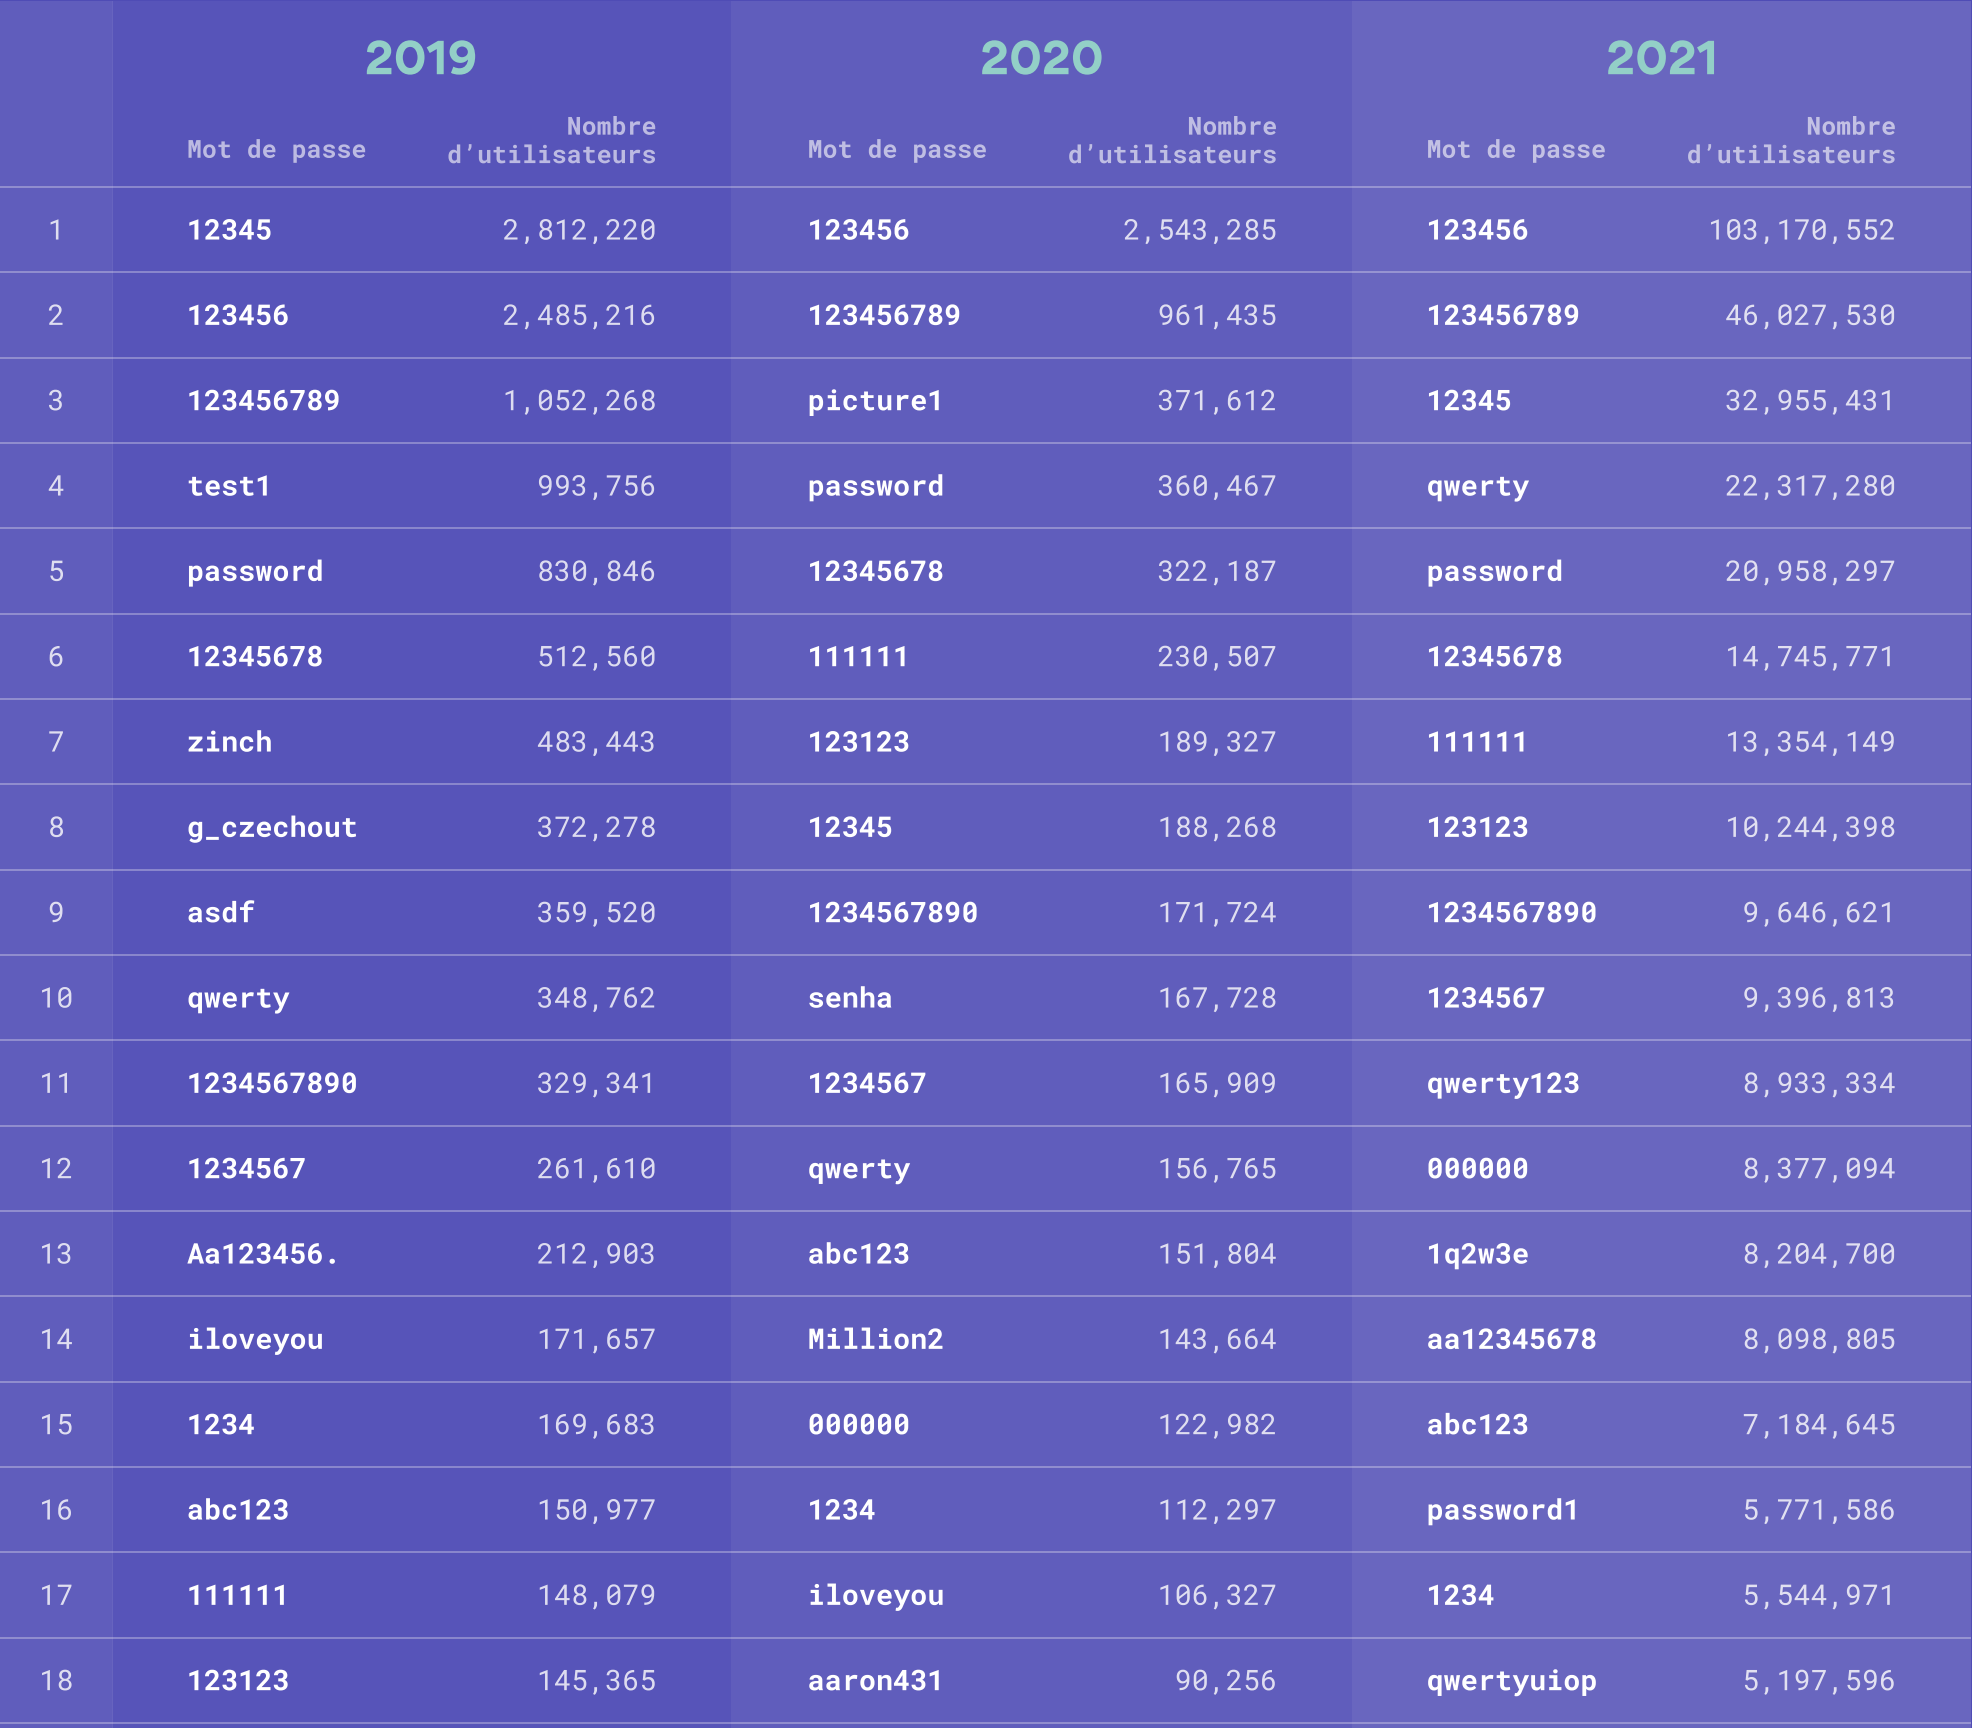 2019 2020 2021
Nombre Nombre Nombre
Mot de passe d’utilisateurs Mot de passe d’utilisateurs Mot de passe d’utilisateurs
1 12345 2,812,220 123456 2,543,285 123456 103,170,552
2 123456 2,485,216 123456789 961,435 123456789 46,027,530
3 123456789 1,052,268 picture1 371,612 12345 32,955,431
4 test1 993,756 password 360,467 qwerty 22,317,280
5 password 830,846 12345678 322,187 password 20,958,297
6 12345678 512,560 111111 230,507 12345678 14,745,771
7 zinch 483,443 123123 189,327 111111 13,354,149
8 g_czechout 372,278 12345 188,268 123123 10,244,398
9 asdf 359,520 1234567890 171,724 1234567890 9,646,621
10 qwerty 348,762 senha 167,728 1234567 9,396,813
11 1234567890 329,341 1234567 165,909 qwerty123 8,933,334
12 1234567 261,610 qwerty 156,765 000000 8,377,094
13 Aa123456. 212,903 abc123 151,804 1q2w3e 8,204,700
14 iloveyou 171,657 Million2 143,664 aa12345678 8,098,805
15 1234 169,683 000000 122,982 abc123 7,184,645
16 abc123 150,977 1234 112,297 password1 5,771,586
17 111111 148,079 iloveyou 106,327 1234 5,544,971
18 123123 145,365 aaron431 90,256 qwertyuiop 5,197,596